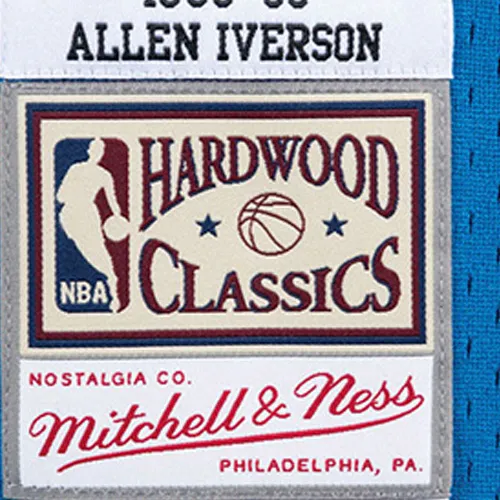 ALLEN IVERSON
HARDWOOD
NBA
CLASSICS
NOSTALGIA CO.
Mitchell & Ness
PHILADELPHIA, PA.